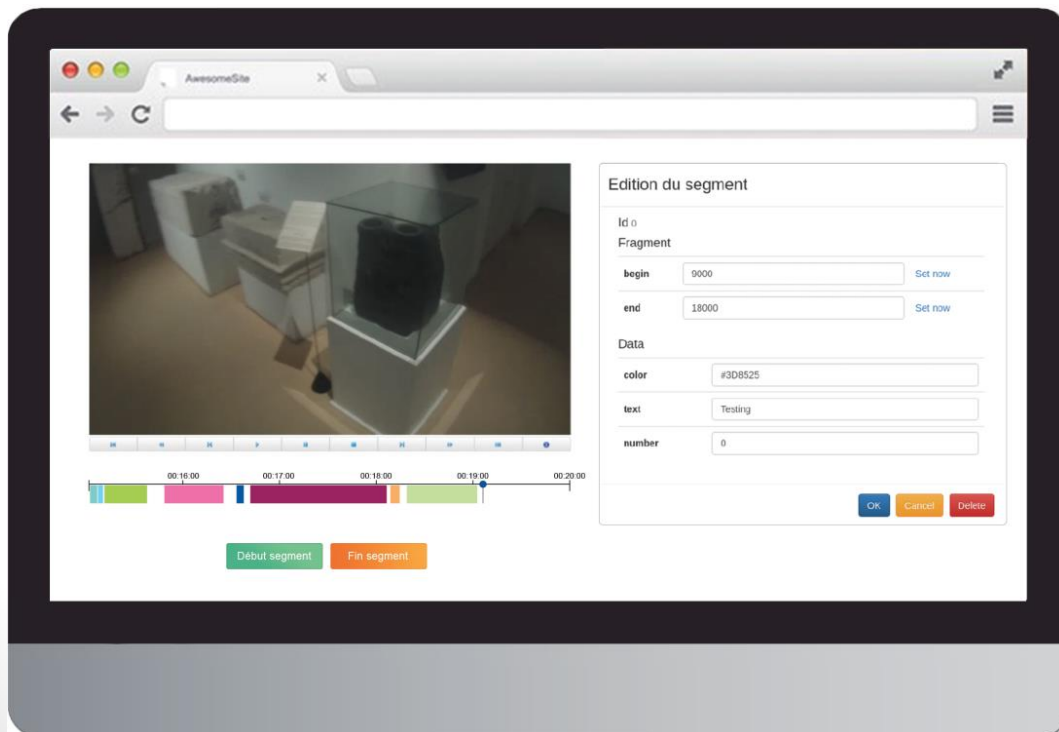 AwesomeSite
Edition du segment
Id 0
Fragment
begin 9000 Set now
end 18000 Set now
Data
color #3D8525
text Testing
number 0
OK Cancel Delete
00:16:00 00:17:00 00:18:00 00:19:00 00:20:00
Début segment Fin segment